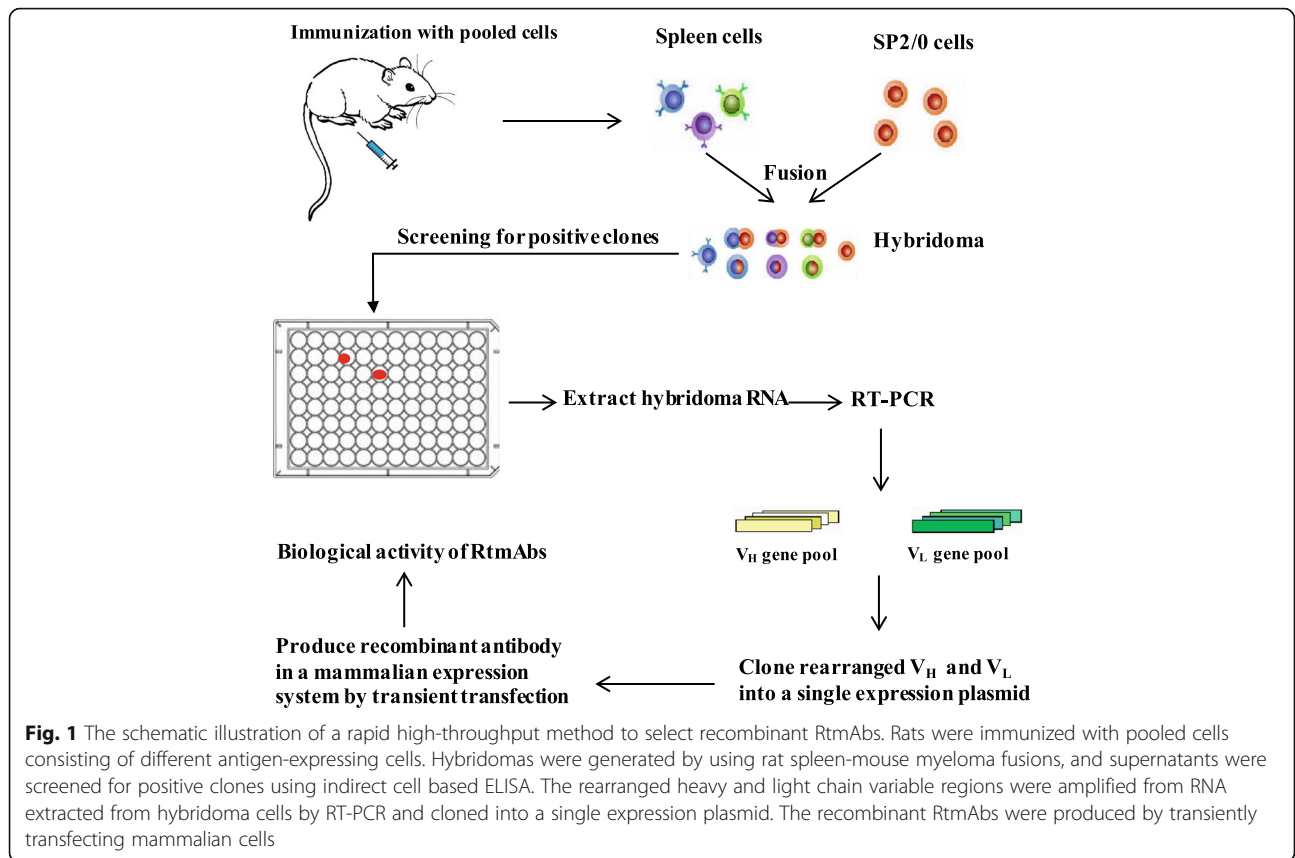 Immunization with pooled cells
Spleen cells
SP2/0 cells
Fusion
Screening for positive clones
Hybridoma
Extract hybridoma RNA
RT-PCR
VH gene pool
VL gene pool
Biological activity of RtmAbs
Produce recombinant antibody
in a mammalian expression
system by transient transfection
Clone rearranged VH and VL
into a single expression plasmid
Fig. 1 The schematic illustration of a rapid high-throughput method to select recombinant RtmAbs. Rats were immunized with pooled cells
consisting of different antigen-expressing cells. Hybridomas were generated by using rat spleen-mouse myeloma fusions, and supernatants were
screened for positive clones using indirect cell based ELISA. The rearranged heavy and light chain variable regions were amplified from RNA
extracted from hybridoma cells by RT-PCR and cloned into a single expression plasmid. The recombinant RtmAbs were produced by transiently
transfecting mammalian cells